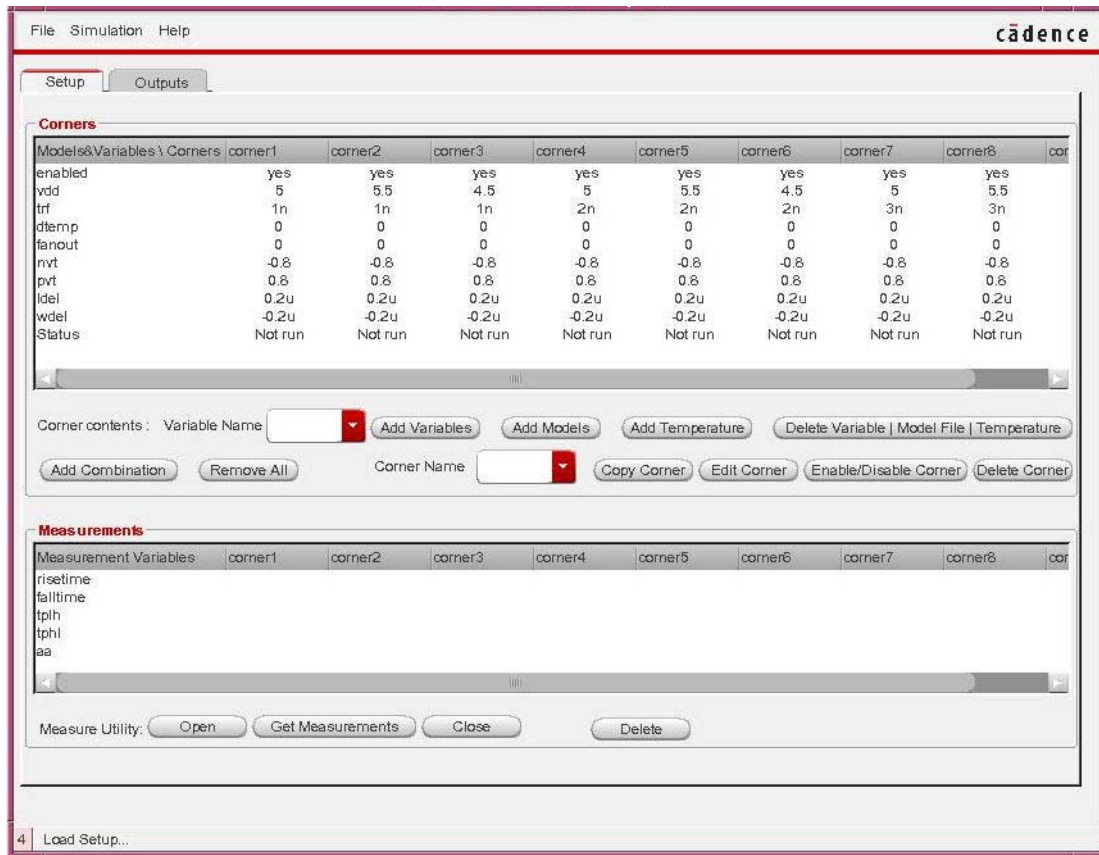 File Simulation Help
cādence
Setup Outputs
Corners
Models&Variables \ Corners corner1 corner2 corner3 corner4 corner5 corner6 corner7 corner8 cor
enabled yes yes yes yes yes yes yes yes
vdd 5 5.5 4.5 5 5.5 4.5 5 5.5
trf 1n 1n 1n 2n 2n 2n 3n 3n
dtemp 0 0 0 0 0 0 0 0
fanout 0 0 0 0 0 0 0 0
nvt -0.8 -0.8 -0.8 -0.8 -0.8 -0.8 -0.8 -0.8
pvt 0.8 0.8 0.8 0.8 0.8 0.8 0.8 0.8
ldel 0.2u 0.2u 0.2u 0.2u 0.2u 0.2u 0.2u 0.2u
wdel -0.2u -0.2u -0.2u -0.2u -0.2u -0.2u -0.2u -0.2u
Status Not run Not run Not run Not run Not run Not run Not run Not run
Corner contents : Variable Name Add Variables Add Models Add Temperature Delete Variable | Model File | Temperature
Add Combination Remove All Corner Name Copy Corner Edit Corner Enable/Disable Corner Delete Corner
Measurements
Measurement Variables corner1 corner2 corner3 corner4 corner5 corner6 corner7 corner8 cor
risetime
falltime
tplh
tphl
aa
Measure Utility: Open Get Measurements Close Delete
4 Load Setup...